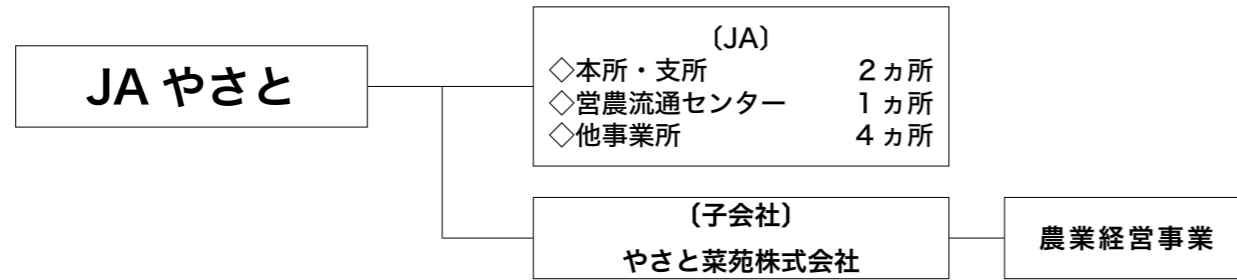 JA やさと
〔JA〕
◇本所・支所 2ヵ所
◇営農流通センター 1ヵ所
◇他事業所 4ヵ所
〔子会社〕
やさと菜苑株式会社
農業経営事業